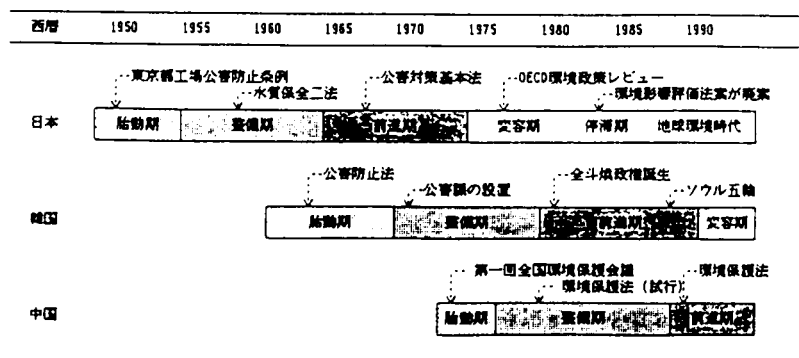 西暦 1950 1955 1960 1965 1970 1975 1980 1985 1990
東京都工場公害防止条例 公害対策基本法 OECD環境政策レビュー
水質保全二法 環境影響評価法案が廃案
日本 胎動期 整備期 前進期 変容期 停滞期 地球環境時代
公害防止法 公害課の設置 全斗煥政権誕生 ソウル五輪
韓国 胎動期 整備期 前進期 変容期
第一回全国環境保護会議 環境保護法
環境保護法(試行)
中国 胎動期 整備期 前進期